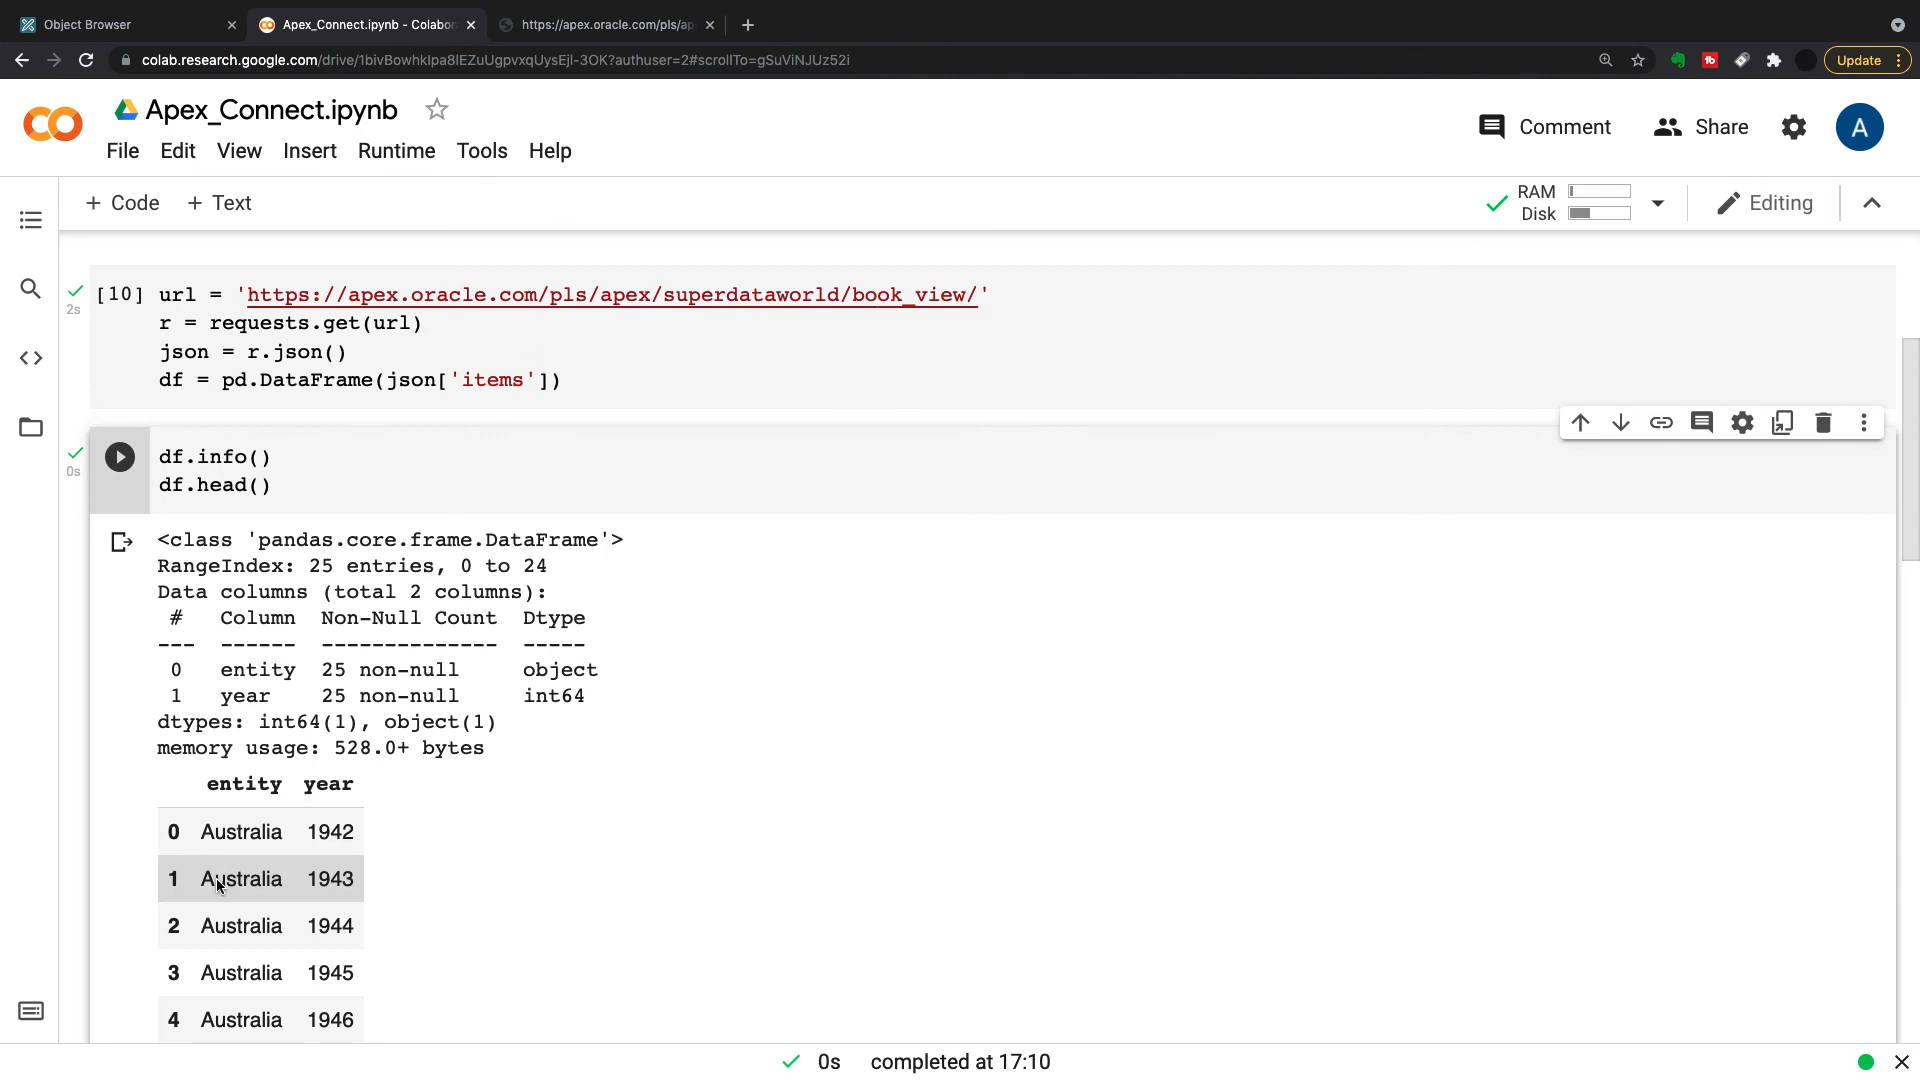 Object Browser
Apex_Connect.ipynb - Colabor
https://apex.oracle.com/pls/ap
colab.research.google.com/drive/1bivBowhkIpa8lEZuUgpvxqUysEjl-3OK?authuser=2#scrollTo=gSuViNJUz52i
Update
Apex_Connect.ipynb
Comment
Share
A
File Edit View Insert Runtime Tools Help
+ Code + Text
RAM
Disk
Editing
[10] url = 'https://apex.oracle.com/pls/apex/superdataworld/book_view/'
2s
r = requests.get(url)
json = r.json()
df = pd.DataFrame(json['items'])
df.info()
0s
df.head()
<class 'pandas.core.frame.DataFrame'>
RangeIndex: 25 entries, 0 to 24
Data columns (total 2 columns):
# Column Non-Null Count Dtype
--- ------ -------------- -----
0 entity 25 non-null object
1 year 25 non-null int64
dtypes: int64(1), object(1)
memory usage: 528.0+ bytes
entity year
0 Australia 1942
1 Australia 1943
2 Australia 1944
3 Australia 1945
4 Australia 1946
0s completed at 17:10